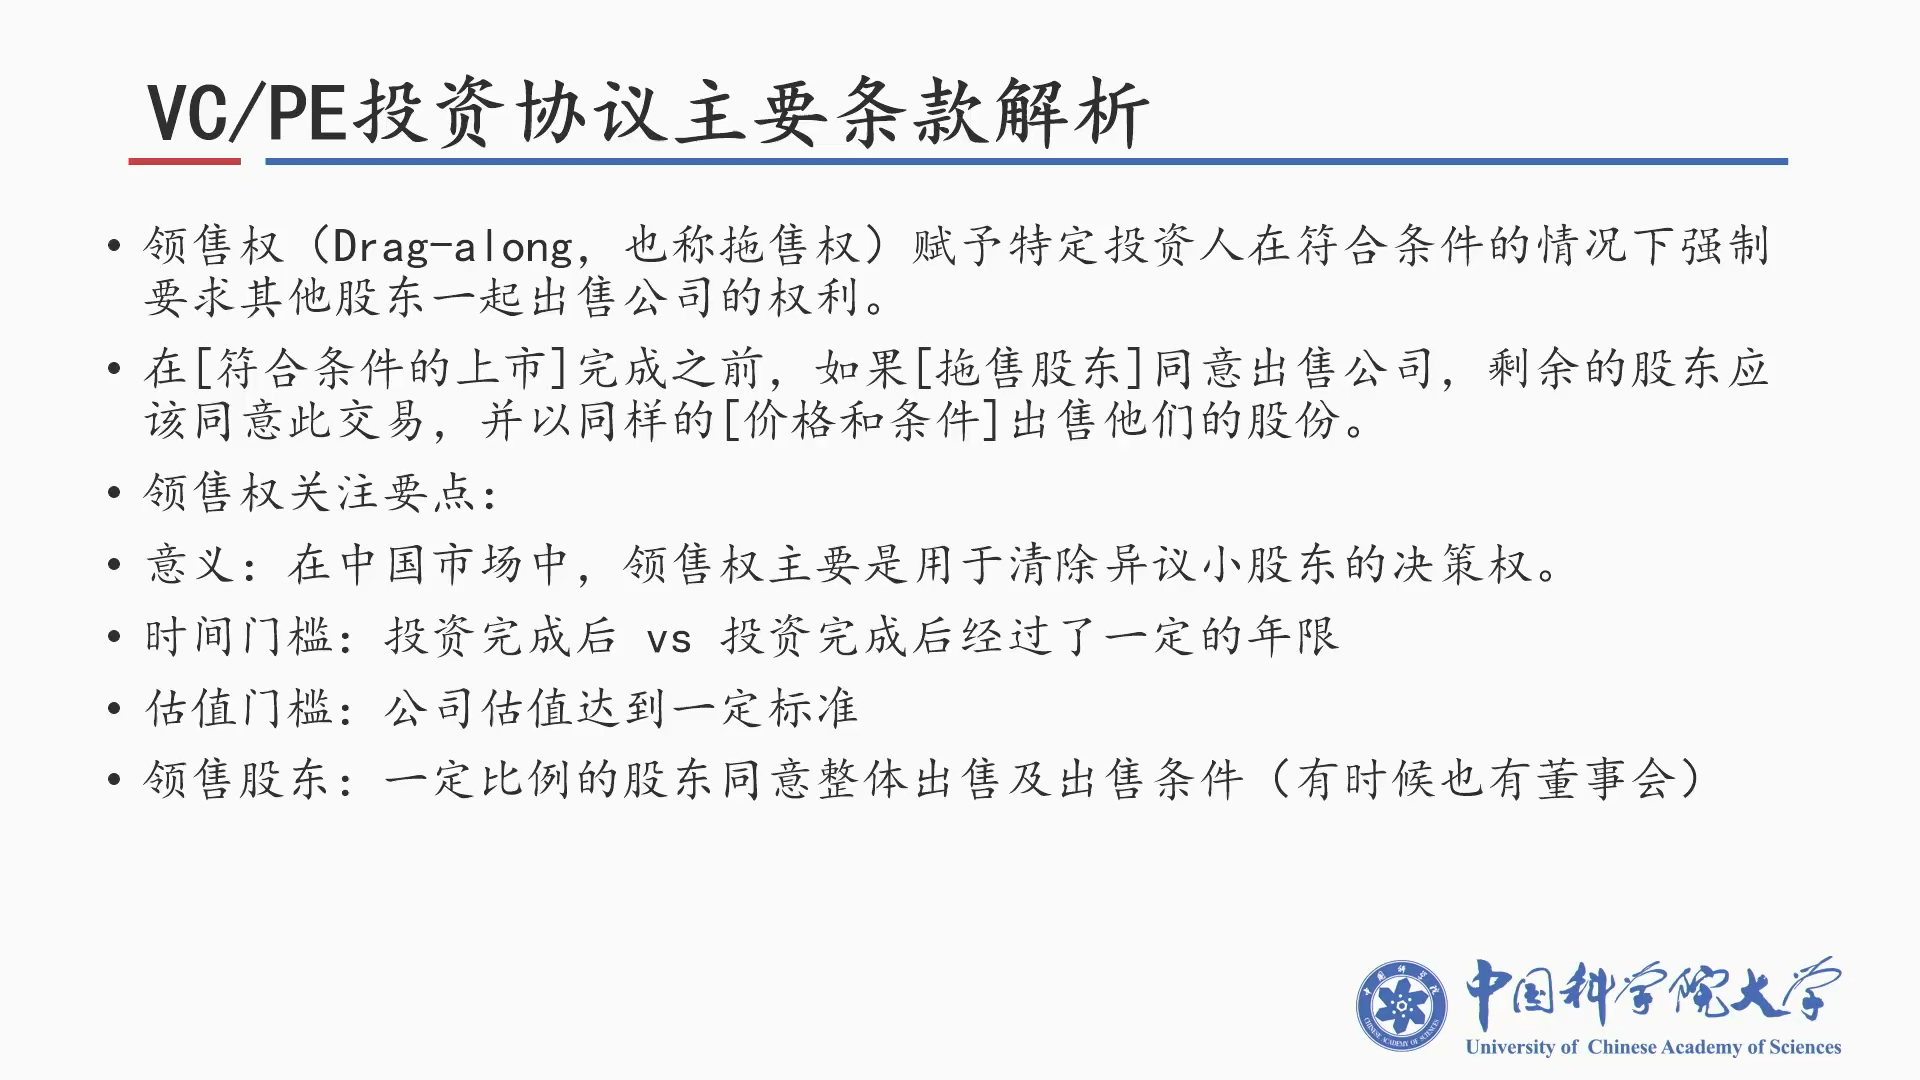 VC/PE投资协议主要条款解析
• 领售权（Drag-along，也称拖售权）赋予特定投资人在符合条件的情况下强制
要求其他股东一起出售公司的权利。
• 在[符合条件的上市]完成之前，如果[拖售股东]同意出售公司，剩余的股东应
该同意此交易，并以同样的[价格和条件]出售他们的股份。
• 领售权关注要点：
• 意义：在中国市场中，领售权主要是用于清除异议小股东的决策权。
• 时间门槛：投资完成后 vs 投资完成后经过了一定的年限
• 估值门槛：公司估值达到一定标准
• 领售股东：一定比例的股东同意整体出售及出售条件（有时候也有董事会）
中国科学院
CHINESE ACADEMY OF SCIENCES
中国科学院大学
University of Chinese Academy of Sciences